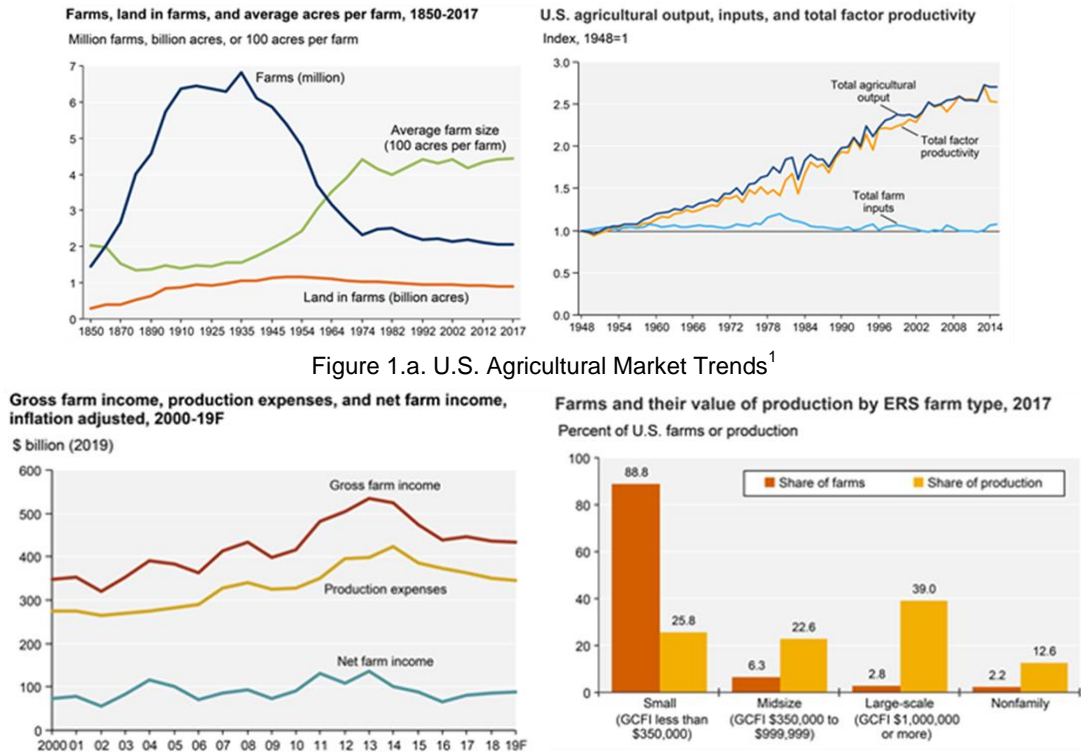 Farms, land in farms, and average acres per farm, 1850-2017
Million farms, billion acres, or 100 acres per farm
7
6
5
4
3
2
1
0
Farms (million)
Average farm size
(100 acres per farm)
Land in farms (billion acres)
1850 1870 1890 1910 1925 1935 1945 1954 1964 1974 1982 1992 2002 2012 2017
U.S. agricultural output, inputs, and total factor productivity
Index, 1948=1
3.0
2.5
2.0
1.5
1.0
0.5
0.0
Total agricultural
output
Total factor
productivity
Total farm
inputs
1948 1954 1960 1966 1972 1978 1984 1990 1996 2002 2008 2014
Figure 1.a. U.S. Agricultural Market Trends1
Gross farm income, production expenses, and net farm income,
inflation adjusted, 2000-19F
$ billion (2019)
600
500
400
300
200
100
0
Gross farm income
Production expenses
Net farm income
2000 01 02 03 04 05 06 07 08 09 10 11 12 13 14 15 16 17 18 19F
Farms and their value of production by ERS farm type, 2017
Percent of U.S. farms or production
100
80
60
40
20
0
Share of farms Share of production
88.8
25.8
6.3
22.6
2.8
39.0
2.2
12.6
Small
(GCFI less than
$350,000)
Midsize
(GCFI $350,000 to
$999,999)
Large-scale
(GCFI $1,000,000
or more)
Nonfamily